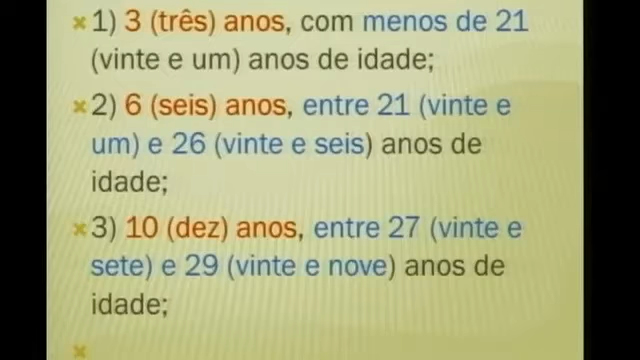 1) 3 (três) anos, com menos de 21
(vinte e um) anos de idade;
2) 6 (seis) anos, entre 21 (vinte e
um) e 26 (vinte e seis) anos de
idade;
3) 10 (dez) anos, entre 27 (vinte e
sete) e 29 (vinte e nove) anos de
idade;